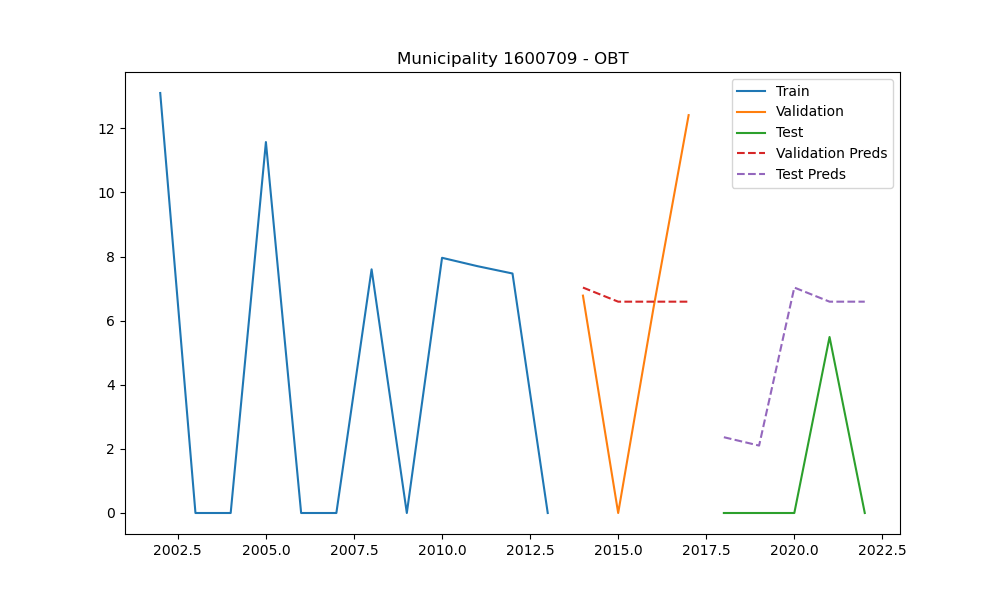 Municipality 1600709 - OBT
Train
Validation
Test
Validation Preds
Test Preds
12
10
8
6
4
2
0
2002.5 2005.0 2007.5 2010.0 2012.5 2015.0 2017.5 2020.0 2022.5